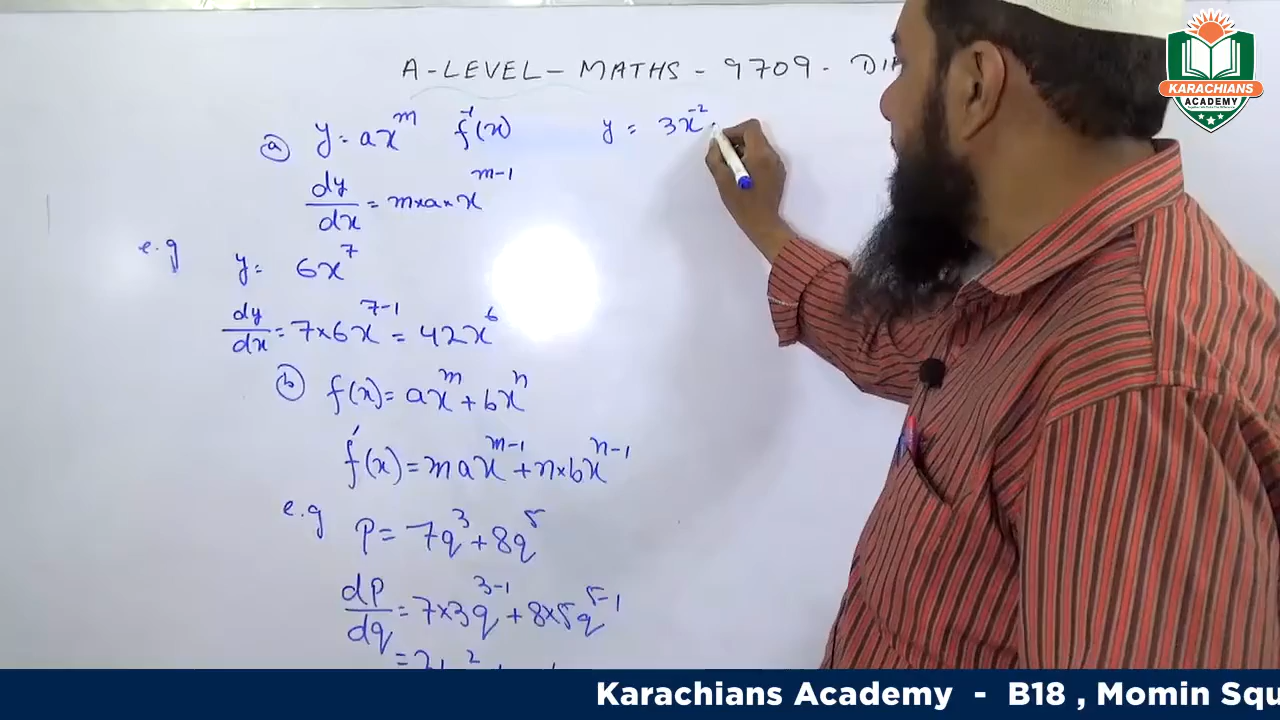 A-LEVEL-MATHS-9709-
ⓐ y=ax^m f^-1(x)
dy/dx = m×a×x^m-1
e.g y= 6x^7
dy/dx = 7×6x^7-1 = 42x^6
ⓑ f(x)=ax^m+bx^n
f'(x)=max^m-1+n×bx^n-1
e.g P=7q^3+8q^5
dP/dq = 7×3q^3-1+8×5q^5-1
y = 3x^-2
KARACHIANS
ACADEMY
Karachians Academy - B18 , Momin Squ